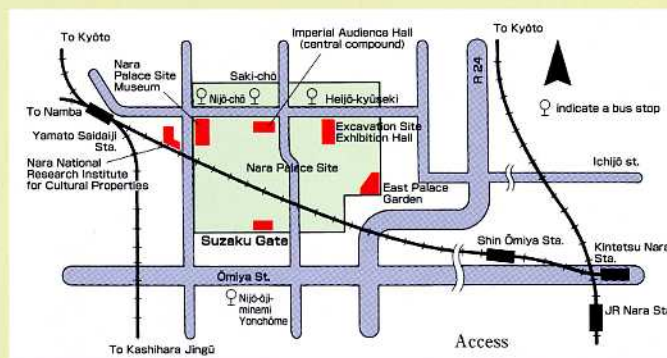 To Kyōto
Imperial Audience Hall
(central compound)
To Kyōto
R 24
Nara
Palace Site
Museum
Saki-chō
Nijō-chō
Heijō-kyūseki
indicate a bus stop
To Namba
Yamato Saidaiji
Sta.
Excavation Site
Exhibition Hall
Ichijō st.
Nara National
Research Institute
for Cultural Properties
Nara Palace Site
East Palace
Garden
Suzaku Gate
Shin Ōmiya Sta.
Kintetsu Nara
Sta.
Ōmiya St.
Nijō-ōji-
minami
Yonchōme
JR Nara Sta
Access
To Kashihara Jingū